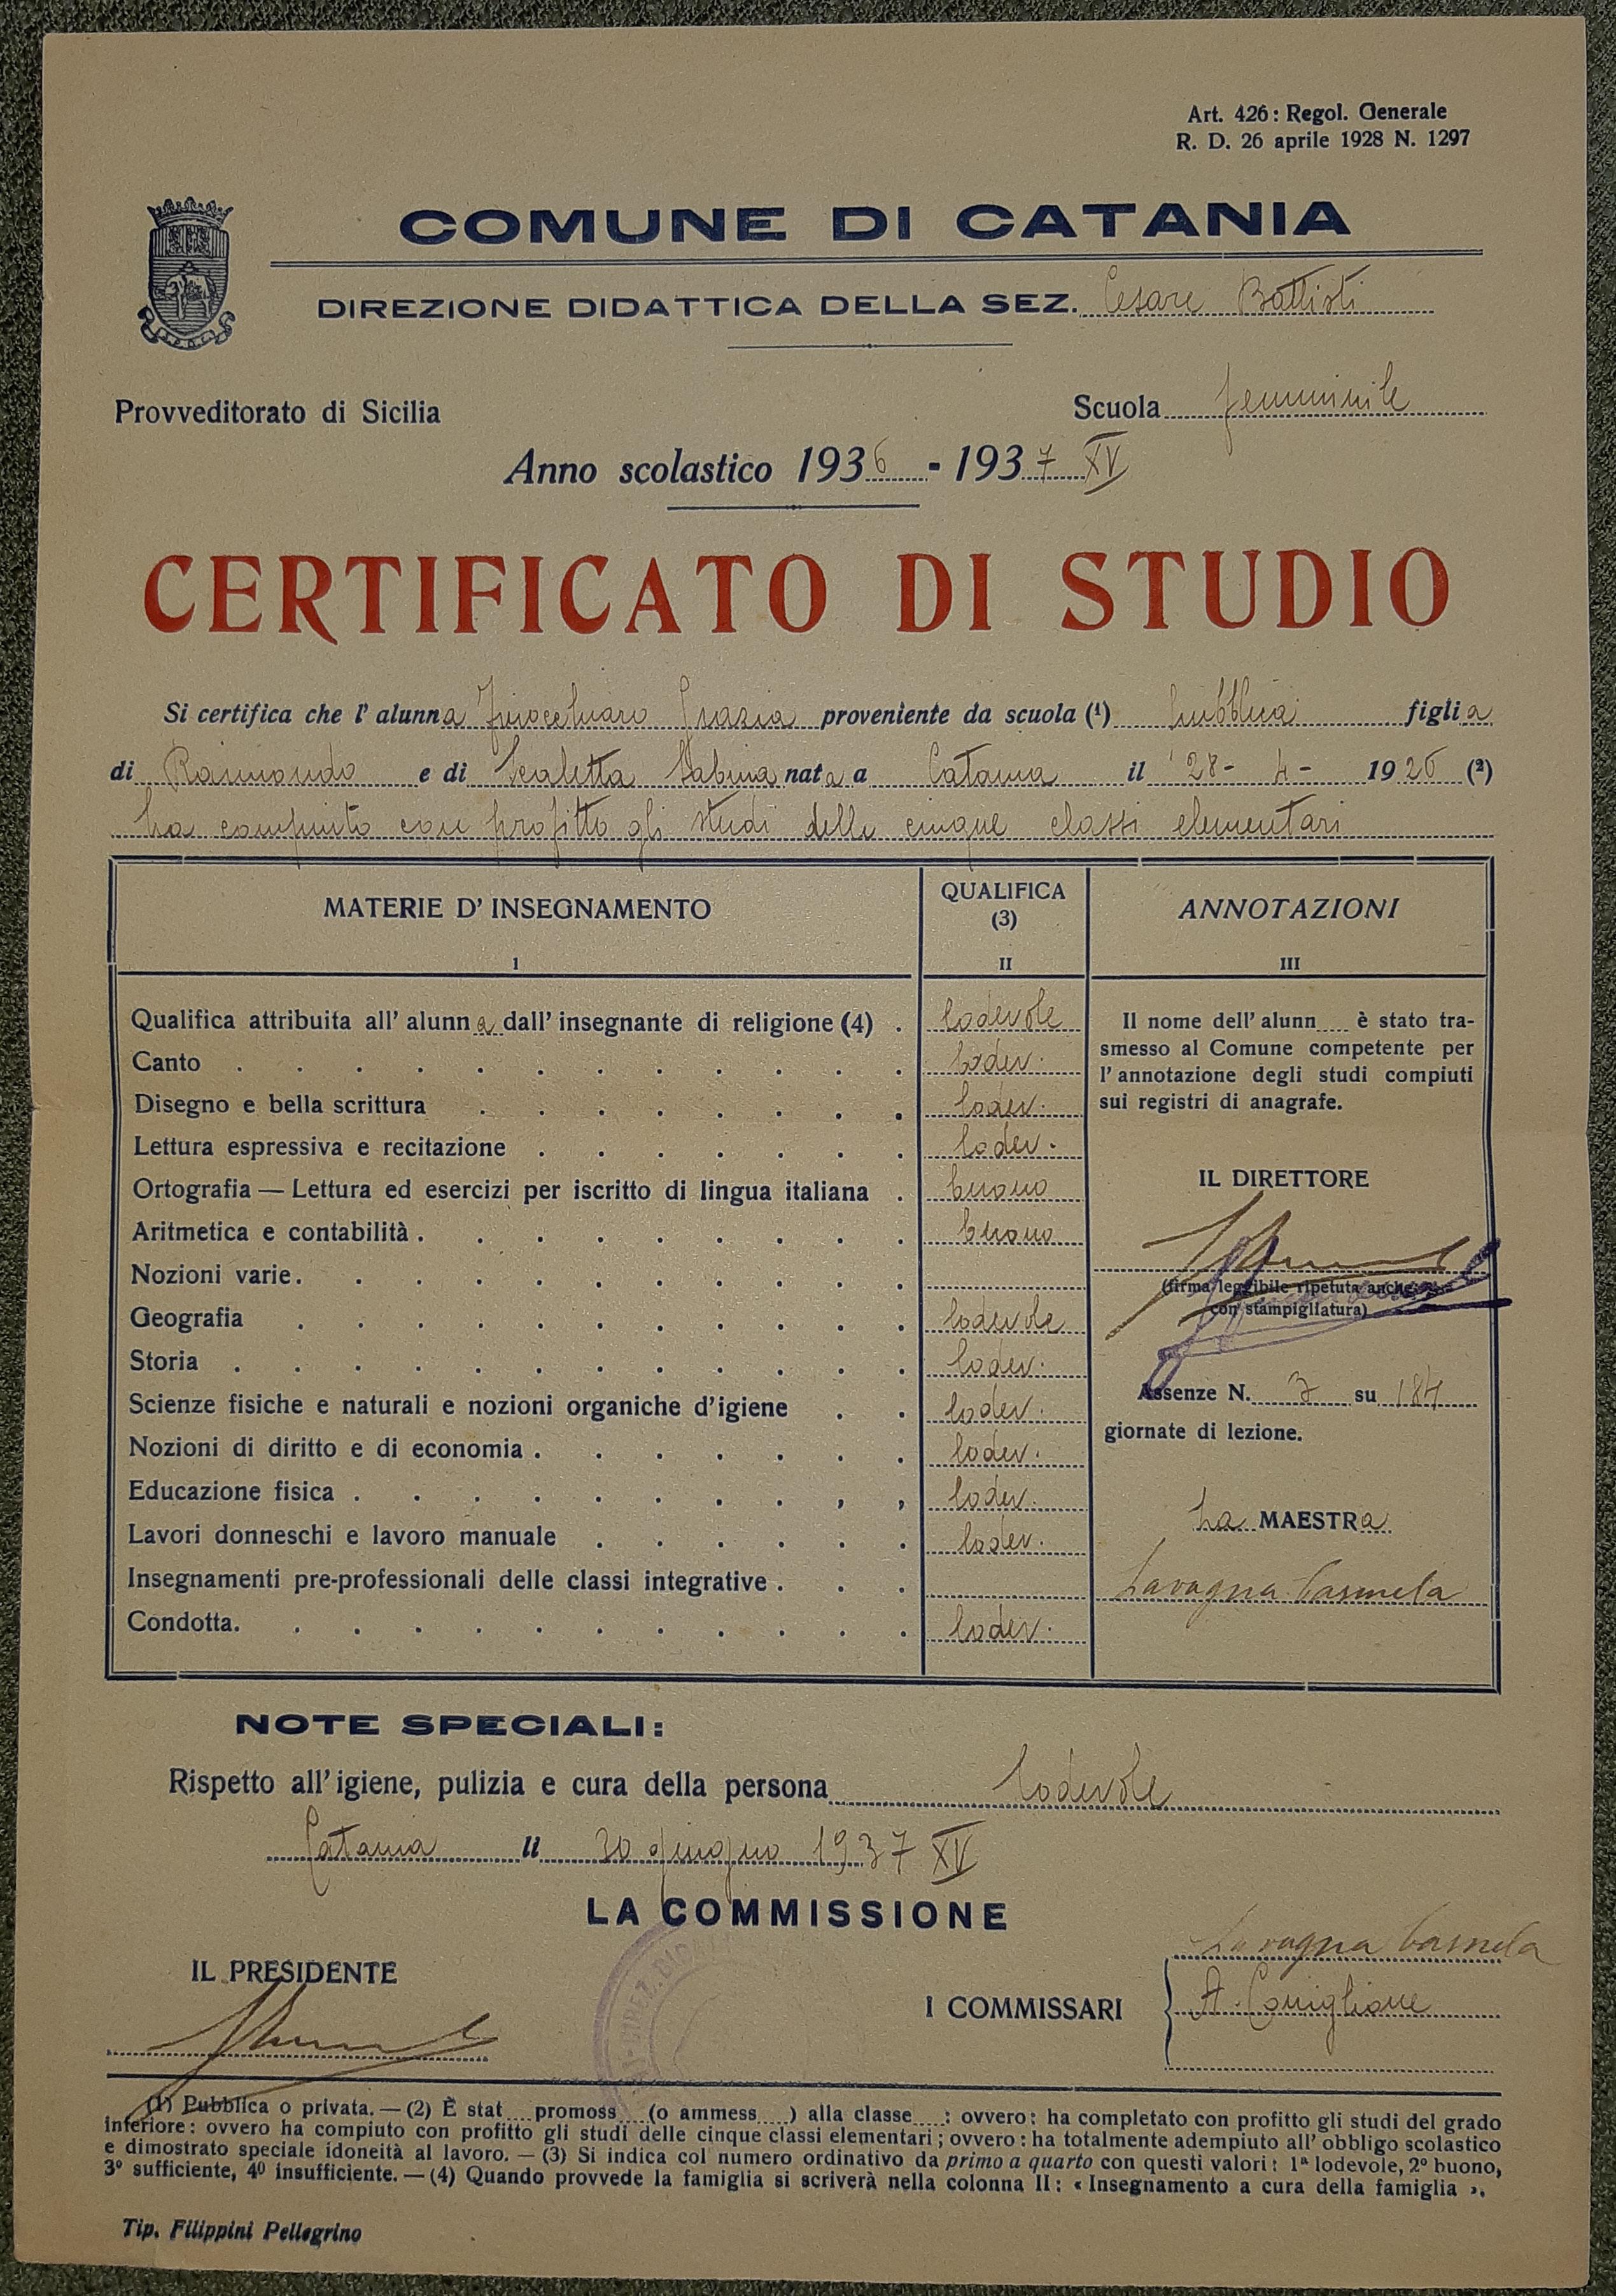 Art. 426: Regol. Generale
R. D. 26 aprile 1928 N. 1297
COMUNE DI CATANIA
DIREZIONE DIDATTICA DELLA SEZ. Cesare Battisti
Provveditorato di Sicilia
Scuola femminile
Anno scolastico 1936 - 1937 XV
CERTIFICATO DI STUDIO
Si certifica che l'alunna Finocchiaro Grazia proveniente da scuola (1) pubblica figlia
di Raimondo e di Scaletta Sabina nata a Catania il 28-4-1926 (2)
ha compiuto con profitto gli studi delle cinque classi elementari
MATERIE D'INSEGNAMENTO
I
QUALIFICA
(3)
II
ANNOTAZIONI
III
Qualifica attribuita all'alunna dall'insegnante di religione (4) . lodevole
Canto lodev.
Disegno e bella scrittura lodev.
Lettura espressiva e recitazione lodev.
Ortografia — Lettura ed esercizi per iscritto di lingua italiana . buono
Aritmetica e contabilità buono
Nozioni varie.
Geografia lodevole
Storia lodev.
Scienze fisiche e naturali e nozioni organiche d'igiene lodev.
Nozioni di diritto e di economia lodev.
Educazione fisica lodev.
Lavori donneschi e lavoro manuale lodev.
Insegnamenti pre-professionali delle classi integrative
Condotta. lodev.
Il nome dell'alunn è stato tra-
smesso al Comune competente per
l'annotazione degli studi compiuti
sui registri di anagrafe.
IL DIRETTORE
(firma leggibile ripetuta anche
con stampigliatura)
Assenze N. 7 su 184
giornate di lezione.
La MAESTRa
Lavagna Carmela
NOTE SPECIALI:
Rispetto all'igiene, pulizia e cura della persona lodevole
Catania li 30 giugno 1937 XV
LA COMMISSIONE
IL PRESIDENTE
I COMMISSARI
Lavagna Carmela
A. Coniglione
(1) Pubblica o privata. — (2) È stat promoss (o ammess ) alla classe : ovvero: ha completato con profitto gli studi del grado
inferiore: ovvero ha compiuto con profitto gli studi delle cinque classi elementari; ovvero: ha totalmente adempiuto all'obbligo scolastico
e dimostrato speciale idoneità al lavoro. — (3) Si indica col numero ordinativo da primo a quarto con questi valori: 1ª lodevole, 2º buono,
3º sufficiente, 4º insufficiente. — (4) Quando provvede la famiglia si scriverà nella colonna II: « Insegnamento a cura della famiglia ».
Tip. Filippini Pellegrino